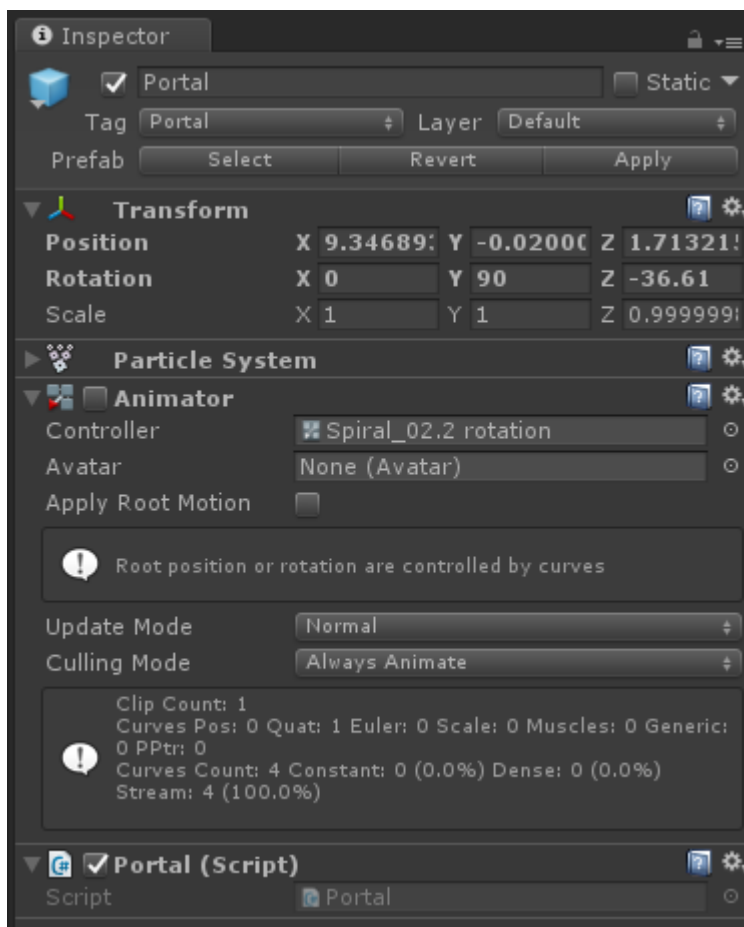 Inspector
Portal Static
Tag Portal Layer Default
Prefab Select Revert Apply
Transform
Position X 9.34689 Y -0.0200 Z 1.71321
Rotation X 0 Y 90 Z -36.61
Scale X 1 Y 1 Z 0.999999
Particle System
Animator
Controller Spiral_02.2 rotation
Avatar None (Avatar)
Apply Root Motion
Root position or rotation are controlled by curves
Update Mode Normal
Culling Mode Always Animate
Clip Count: 1
Curves Pos: 0 Quat: 1 Euler: 0 Scale: 0 Muscles: 0 Generic:
0 PPtr: 0
Curves Count: 4 Constant: 0 (0.0%) Dense: 0 (0.0%)
Stream: 4 (100.0%)
Portal (Script)
Script Portal